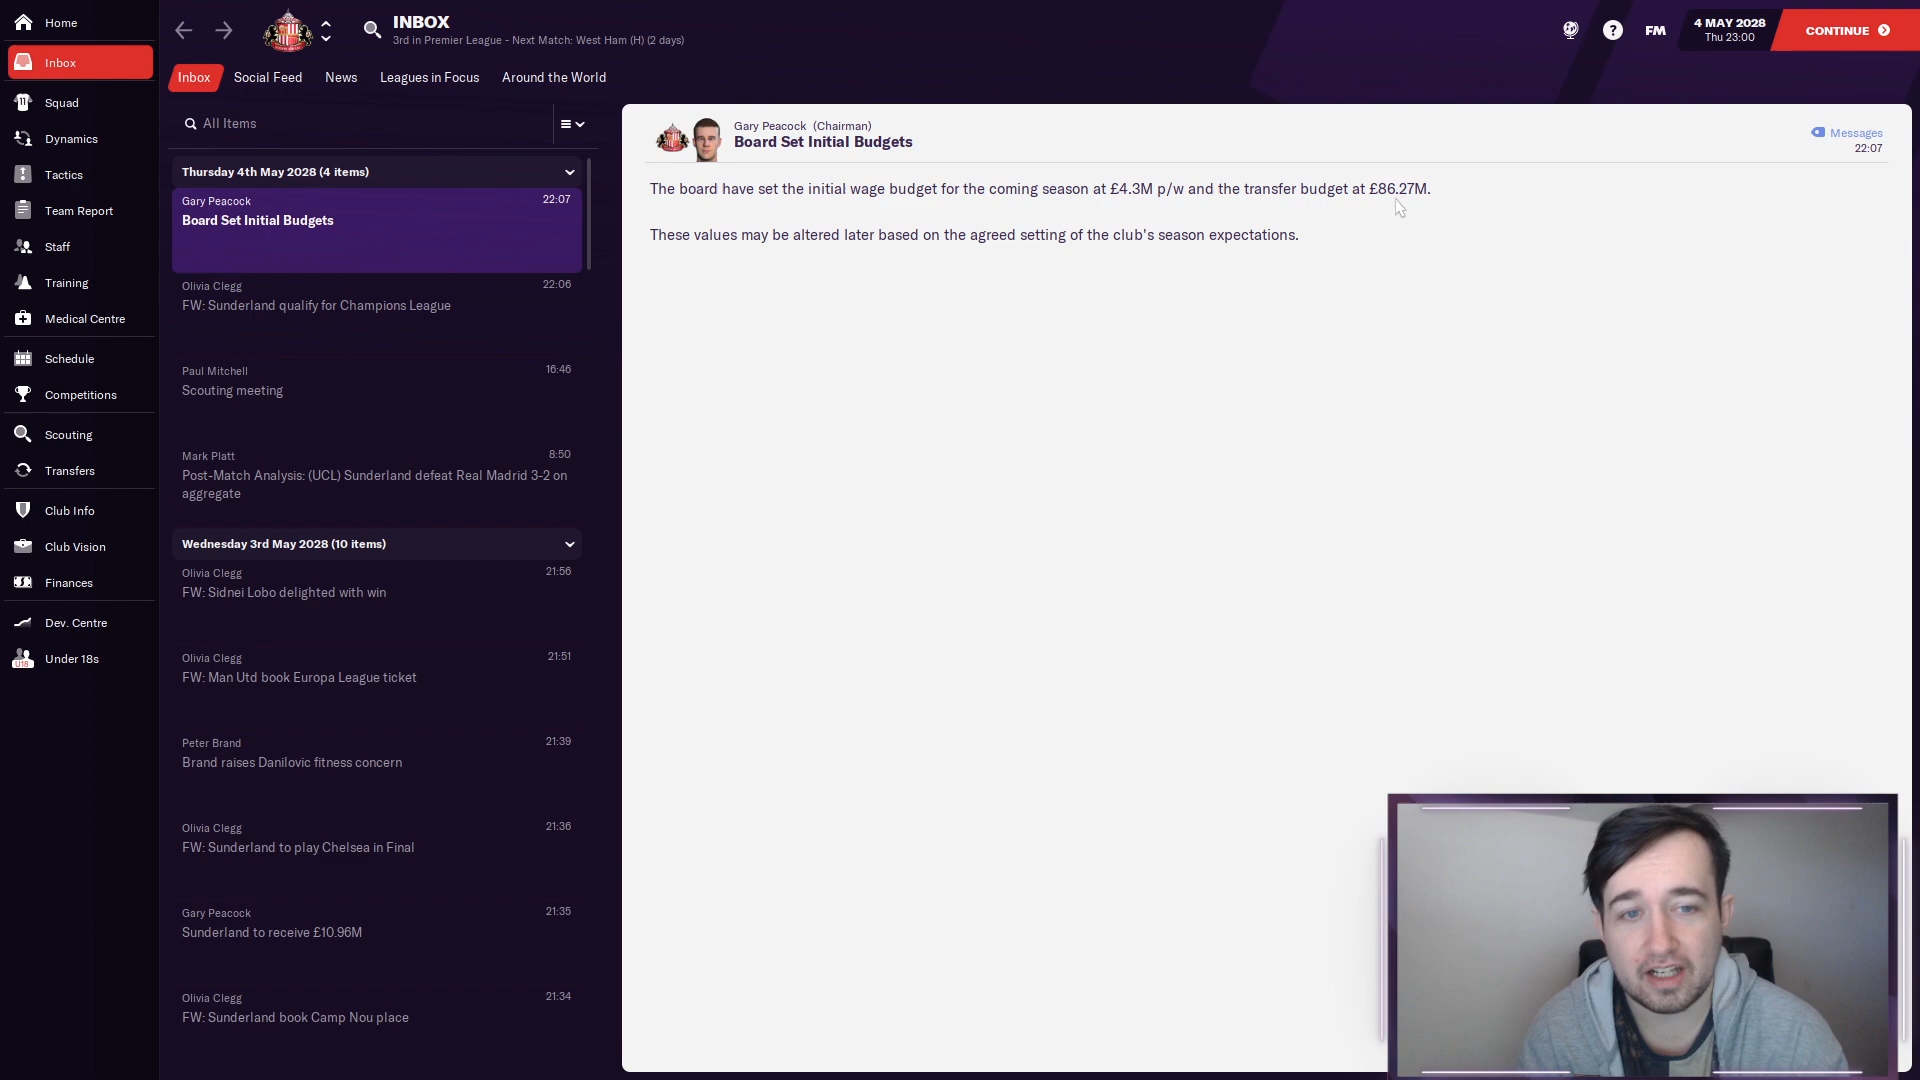 Home
Inbox
Squad
Dynamics
Tactics
Team Report
Staff
Training
Medical Centre
Schedule
Competitions
Scouting
Transfers
Club Info
Club Vision
Finances
Dev. Centre
U18
Under 18s
INBOX
3rd in Premier League - Next Match: West Ham (H) (2 days)
?
FM
4 MAY 2028
Thu 23:00
CONTINUE
Inbox
Social Feed
News
Leagues in Focus
Around the World
All Items
Thursday 4th May 2028 (4 items)
Gary Peacock
22:07
Board Set Initial Budgets
Olivia Clegg
22:06
FW: Sunderland qualify for Champions League
Paul Mitchell
16:46
Scouting meeting
Mark Platt
8:50
Post-Match Analysis: (UCL) Sunderland defeat Real Madrid 3-2 on
aggregate
Wednesday 3rd May 2028 (10 items)
Olivia Clegg
21:56
FW: Sidnei Lobo delighted with win
Olivia Clegg
21:51
FW: Man Utd book Europa League ticket
Peter Brand
21:39
Brand raises Danilovic fitness concern
Olivia Clegg
21:36
FW: Sunderland to play Chelsea in Final
Gary Peacock
21:35
Sunderland to receive £10.96M
Olivia Clegg
21:34
FW: Sunderland book Camp Nou place
Gary Peacock (Chairman)
Board Set Initial Budgets
Messages
22:07
The board have set the initial wage budget for the coming season at £4.3M p/w and the transfer budget at £86.27M.
These values may be altered later based on the agreed setting of the club's season expectations.